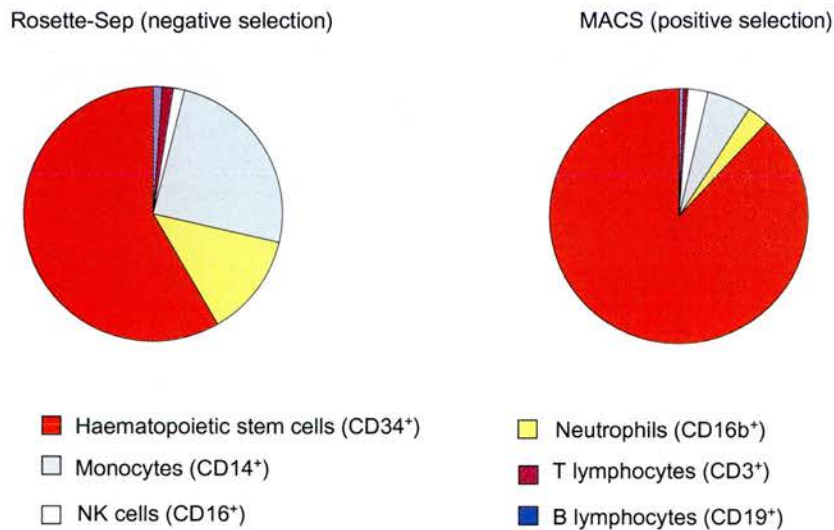 Rosette-Sep (negative selection)
MACS (positive selection)
Haematopoietic stem cells (CD34⁺)
Monocytes (CD14⁺)
NK cells (CD16⁺)
Neutrophils (CD16b⁺)
T lymphocytes (CD3⁺)
B lymphocytes (CD19⁺)